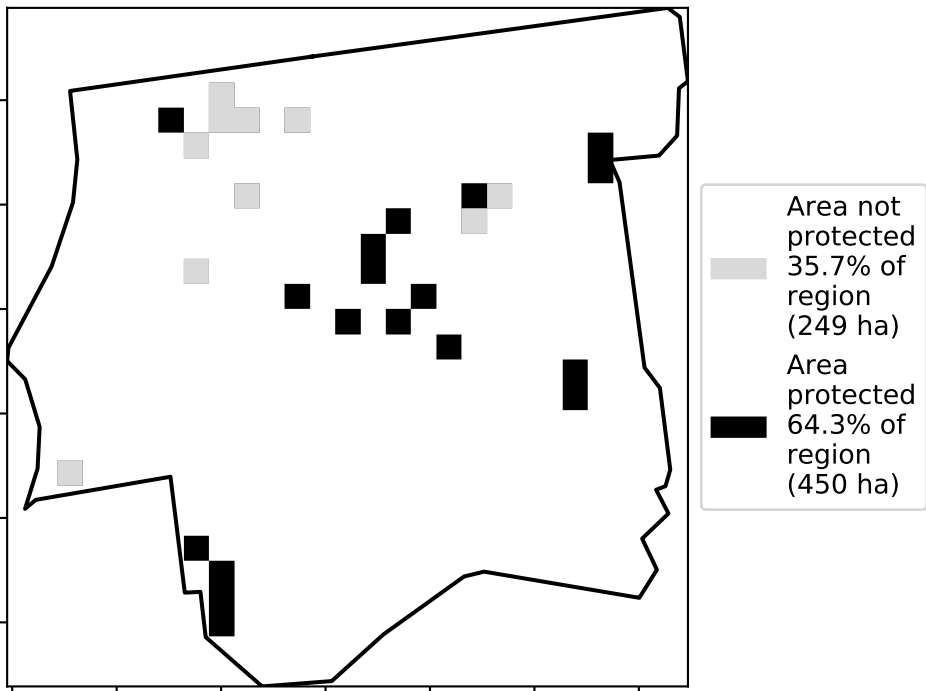 Area not
protected
35.7% of
region
(249 ha)
Area
protected
64.3% of
region
(450 ha)